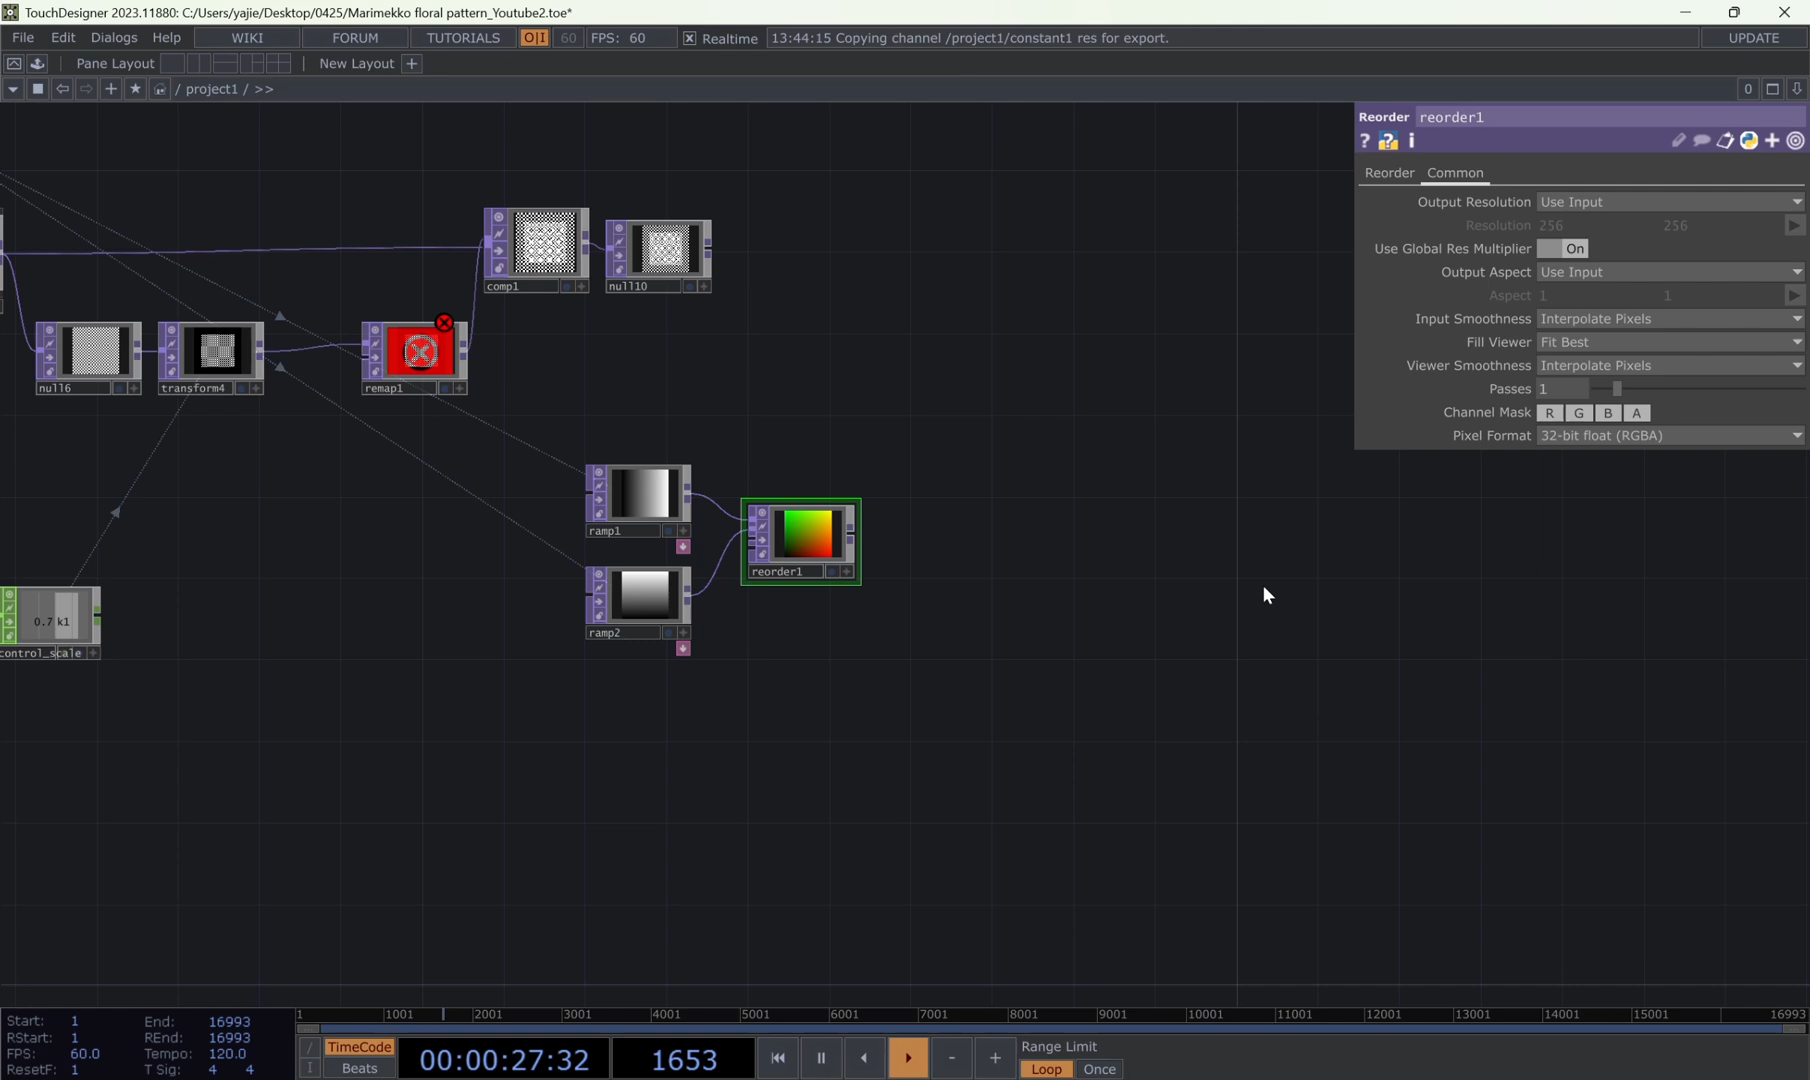 TouchDesigner 2023.11880: C:/Users/yajie/Desktop/0425/Marimekko floral pattern_Youtube2.toe*
File Edit Dialogs Help WIKI FORUM TUTORIALS O|I 60 FPS: 60 Realtime 13:44:15 Copying channel /project1/constant1 res for export. UPDATE
Pane Layout New Layout +
/ project1 / >> 0
Reorder reorder1
? ? i
Reorder Common
Output Resolution Use Input
Resolution 256 256
Use Global Res Multiplier On
Output Aspect Use Input
Aspect 1 1
Input Smoothness Interpolate Pixels
Fill Viewer Fit Best
Viewer Smoothness Interpolate Pixels
Passes 1
Channel Mask R G B A
Pixel Format 32-bit float (RGBA)
comp1
null10
null6
transform4
remap1
ramp1
reorder1
ramp2
0.7 k1
control_scale
1 1001 2001 3001 4001 5001 6001 7001 8001 9001 10001 11001 12001 13001 14001 15001 16993
Start: 1 End: 16993
RStart: 1 REnd: 16993
FPS: 60.0 Tempo: 120.0
ResetF: 1 T Sig: 4 4
TimeCode
Beats
00:00:27:32
1653
- +
Range Limit
Loop Once